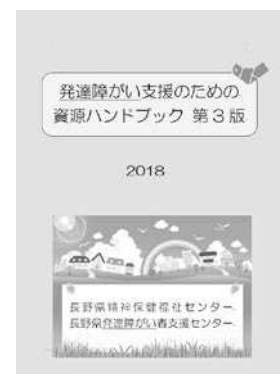 発達障がい支援のための
資源ハンドブック 第3版
2018
長野県精神保健福祉センター
長野県発達障がい者支援センター